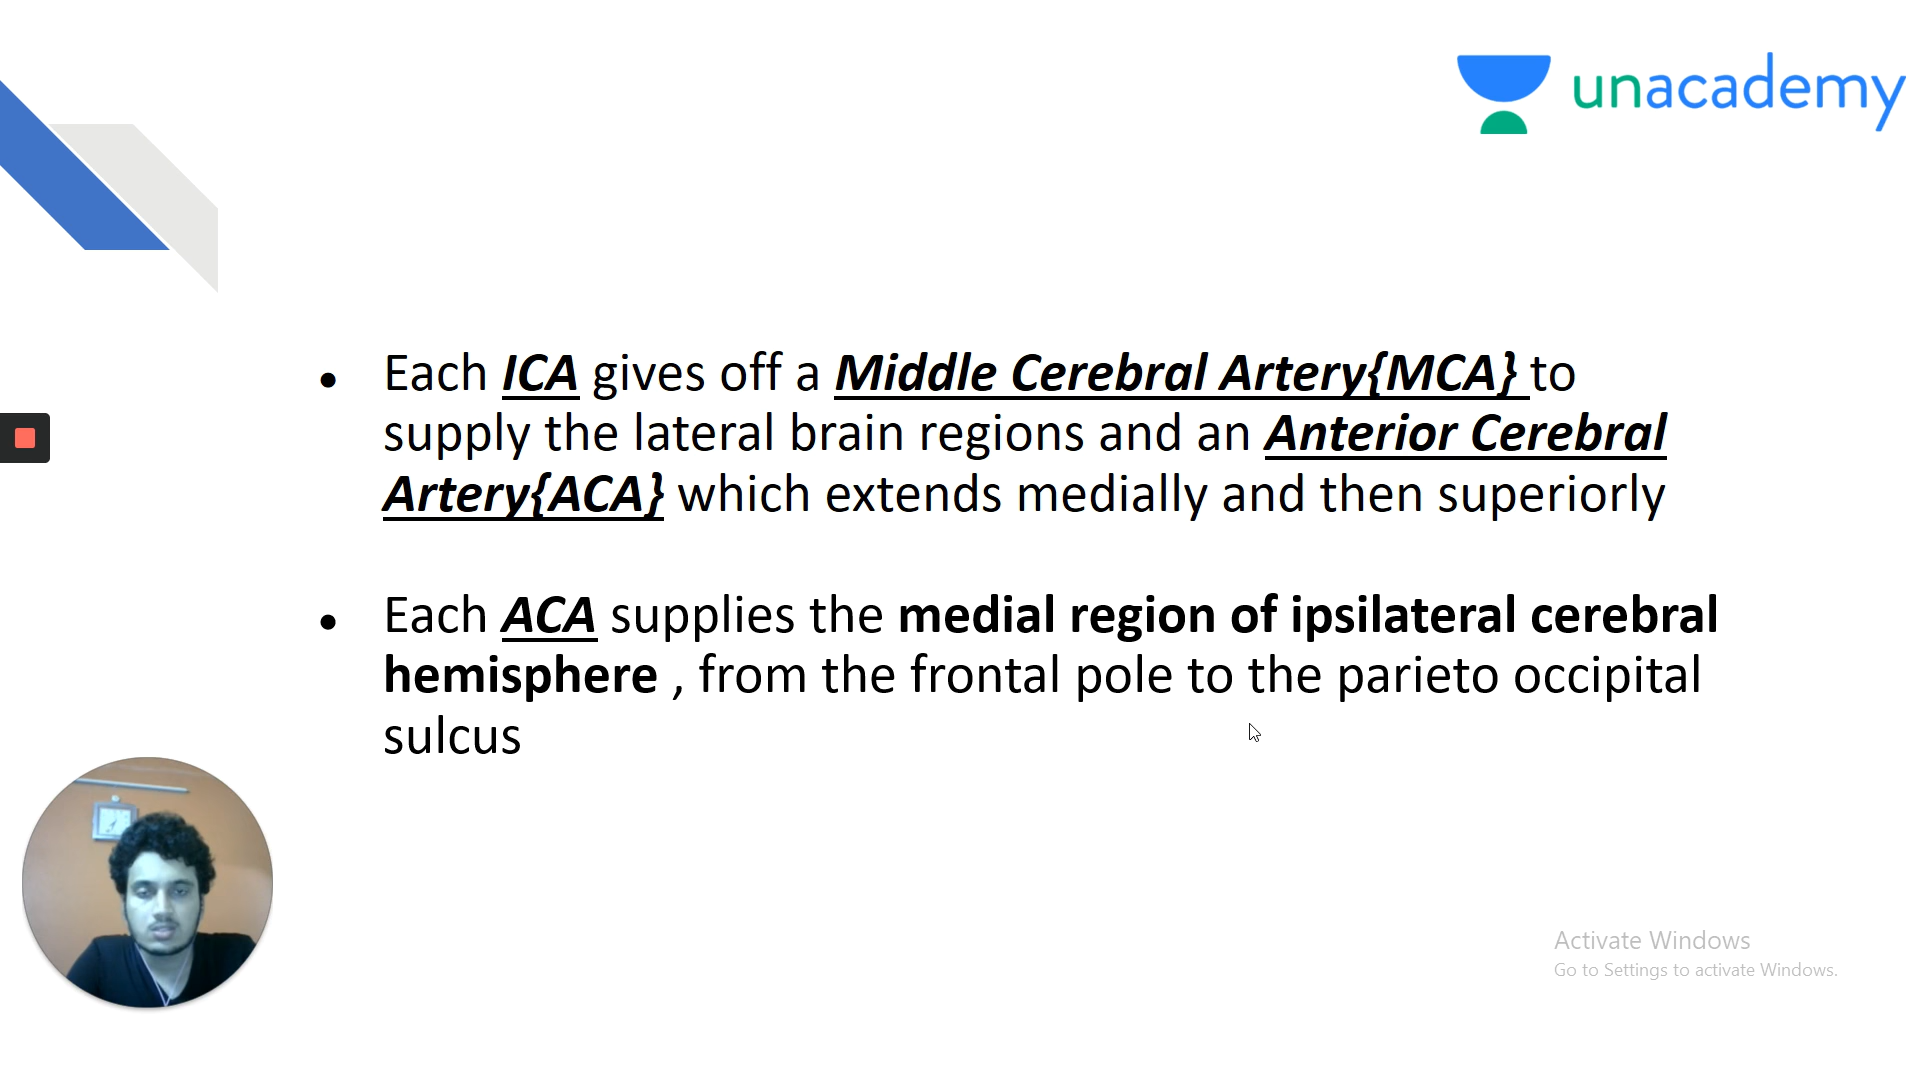 unacademy
Each ICA gives off a Middle Cerebral Artery{MCA} to
supply the lateral brain regions and an Anterior Cerebral
Artery{ACA} which extends medially and then superiorly
Each ACA supplies the medial region of ipsilateral cerebral
hemisphere , from the frontal pole to the parieto occipital
sulcus
Activate Windows
Go to Settings to activate Windows.